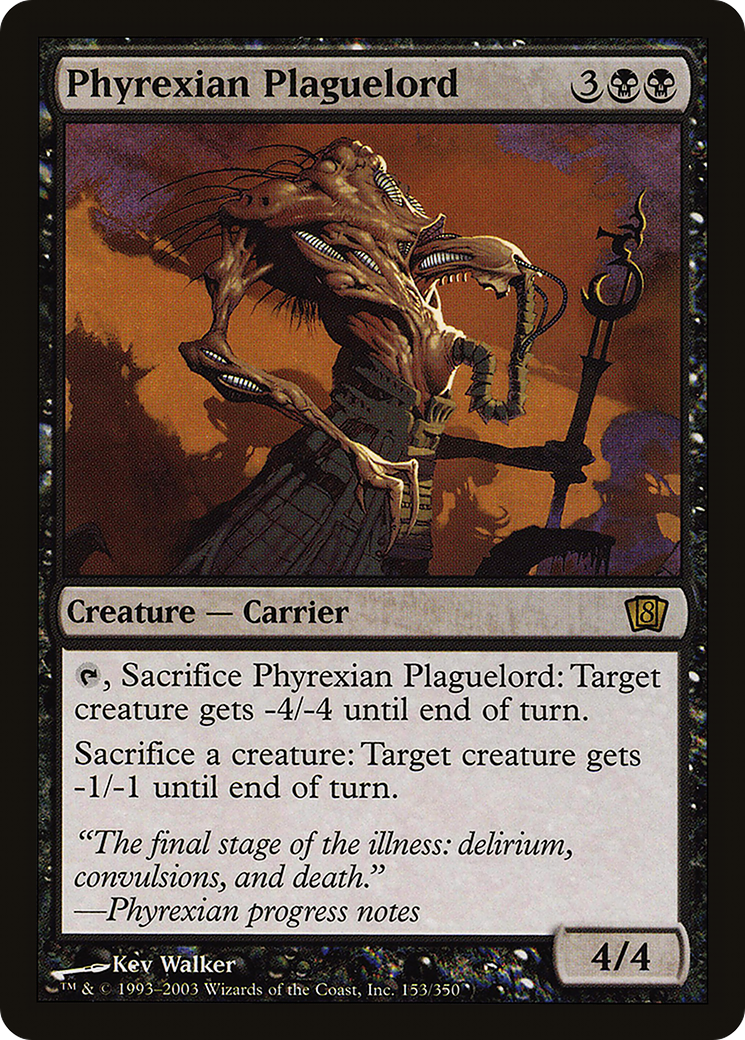 Phyrexian Plaguelord 3
Creature — Carrier 8
, Sacrifice Phyrexian Plaguelord: Target
creature gets -4/-4 until end of turn.
Sacrifice a creature: Target creature gets
-1/-1 until end of turn.
“The final stage of the illness: delirium,
convulsions, and death.”
—Phyrexian progress notes
4/4
Kev Walker
™ & © 1993–2003 Wizards of the Coast, Inc. 153/350